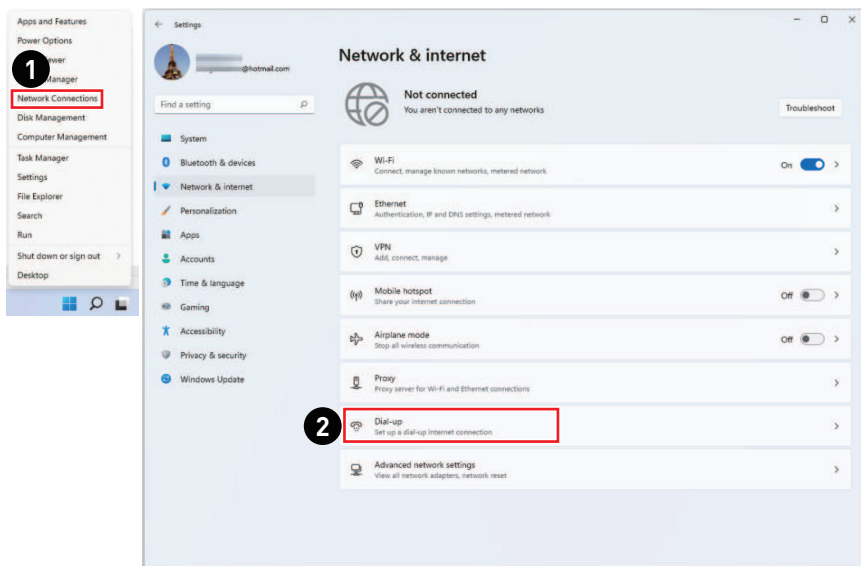 Apps and Features
Power Options
ewer
Manager
1
Network Connections
Disk Management
Computer Management
Task Manager
Settings
File Explorer
Search
Run
Shut down or sign out
Desktop
Settings
@hotmail.com
Find a setting
System
Bluetooth & devices
Network & internet
Personalization
Apps
Accounts
Time & language
Gaming
Accessibility
Privacy & security
Windows Update
Network & internet
Not connected
You aren't connected to any networks
Troubleshoot
Wi-Fi
Connect, manage known networks, metered network
On
Ethernet
Authentication, IP and DNS settings, metered network
VPN
Add, connect, manage
Mobile hotspot
Share your internet connection
Off
Airplane mode
Stop all wireless communication
Off
Proxy
Proxy server for Wi-Fi and Ethernet connections
2
Dial-up
Set up a dial-up internet connection
Advanced network settings
View all network adapters, network reset